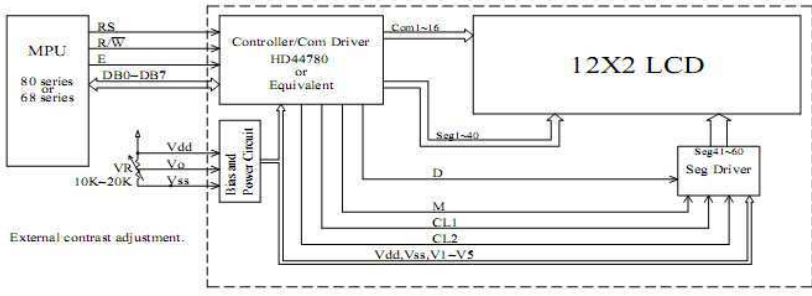 MPU
80 series
or
68 series
RS
R/W
E
DB0~DB7
Controller/Com Driver
HD44780
or
Equivalent
Com1~16
12X2 LCD
Seg1~40
Seg41~60
Seg Driver
Vdd
Vo
Vss
VR
10K~20K
Bias and
Power Circuit
D
M
CL1
CL2
Vdd,Vss,V1~V5
External contrast adjustment.